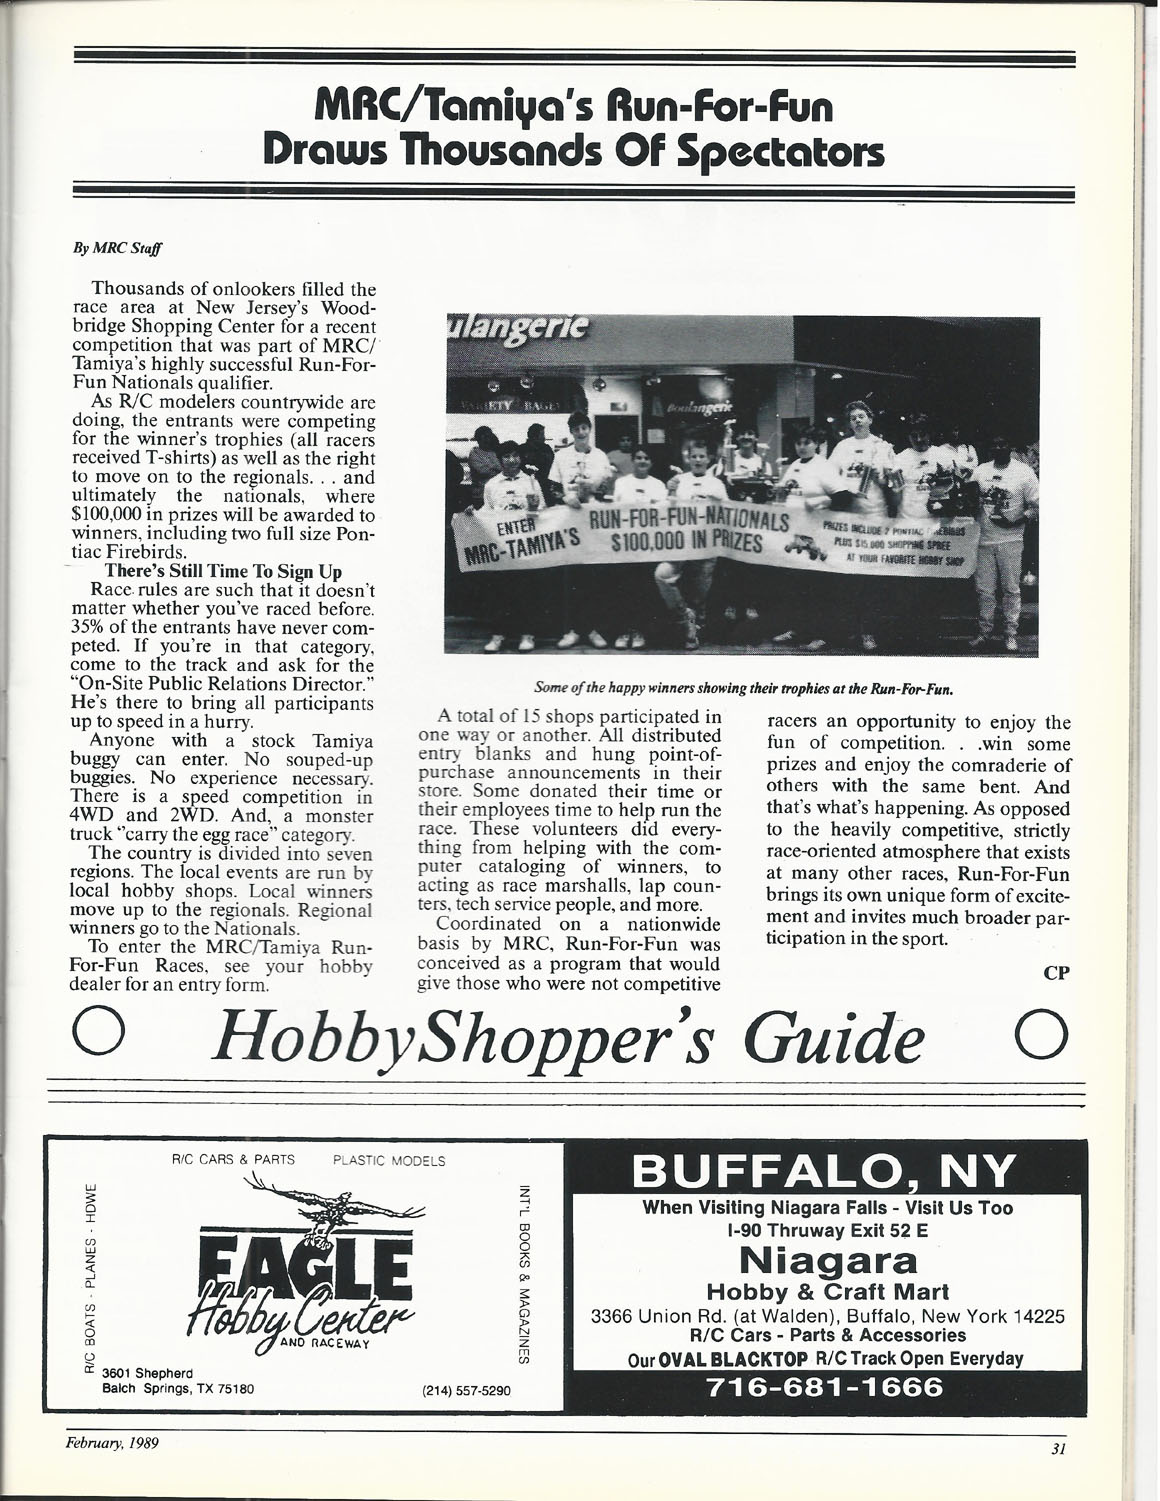 MRC/Tamiya's Run-For-Fun
Draws Thousands Of Spectators
By MRC Staff
Thousands of onlookers filled the
race area at New Jersey's Wood-
bridge Shopping Center for a recent
competition that was part of MRC/
Tamiya's highly successful Run-For-
Fun Nationals qualifier.
As R/C modelers countrywide are
doing, the entrants were competing
for the winner's trophies (all racers
received T-shirts) as well as the right
to move on to the regionals. . . and
ultimately the nationals, where
$100,000 in prizes will be awarded to
winners, including two full size Pon-
tiac Firebirds.
There's Still Time To Sign Up
Race rules are such that it doesn't
matter whether you've raced before.
35% of the entrants have never com-
peted. If you're in that category,
come to the track and ask for the
"On-Site Public Relations Director."
He's there to bring all participants
up to speed in a hurry.
Anyone with a stock Tamiya
buggy can enter. No souped-up
buggies. No experience necessary.
There is a speed competition in
4WD and 2WD. And, a monster
truck "carry the egg race" category.
The country is divided into seven
regions. The local events are run by
local hobby shops. Local winners
move up to the regionals. Regional
winners go to the Nationals.
To enter the MRC/Tamiya Run-
For-Fun Races, see your hobby
dealer for an entry form.
ulangerie
VARIETY BAGE
Boulangerie
ENTER
MRC-TAMIYA'S
RUN-FOR-FUN-NATIONALS
$100,000 IN PRIZES
PRIZES INCLUDE 2 PONTIAC FIREBIRDS
PLUS $15,000 SHOPPING SPREE
AT YOUR FAVORITE HOBBY SHOP
Some of the happy winners showing their trophies at the Run-For-Fun.
A total of 15 shops participated in
one way or another. All distributed
entry blanks and hung point-of-
purchase announcements in their
store. Some donated their time or
their employees time to help run the
race. These volunteers did every-
thing from helping with the com-
puter cataloging of winners, to
acting as race marshalls, lap coun-
ters, tech service people, and more.
Coordinated on a nationwide
basis by MRC, Run-For-Fun was
conceived as a program that would
give those who were not competitive
racers an opportunity to enjoy the
fun of competition. . .win some
prizes and enjoy the comraderie of
others with the same bent. And
that's what's happening. As opposed
to the heavily competitive, strictly
race-oriented atmosphere that exists
at many other races, Run-For-Fun
brings its own unique form of excite-
ment and invites much broader par-
ticipation in the sport.
CP
HobbyShopper's Guide
R/C CARS & PARTS PLASTIC MODELS
R/C BOATS - PLANES - HDWE
INT'L BOOKS & MAGAZINES
EAGLE
Hobby Center
AND RACEWAY
3601 Shepherd
Balch Springs, TX 75180 (214) 557-5290
BUFFALO, NY
When Visiting Niagara Falls - Visit Us Too
I-90 Thruway Exit 52 E
Niagara
Hobby & Craft Mart
3366 Union Rd. (at Walden), Buffalo, New York 14225
R/C Cars - Parts & Accessories
Our OVAL BLACKTOP R/C Track Open Everyday
716-681-1666
February, 1989 31